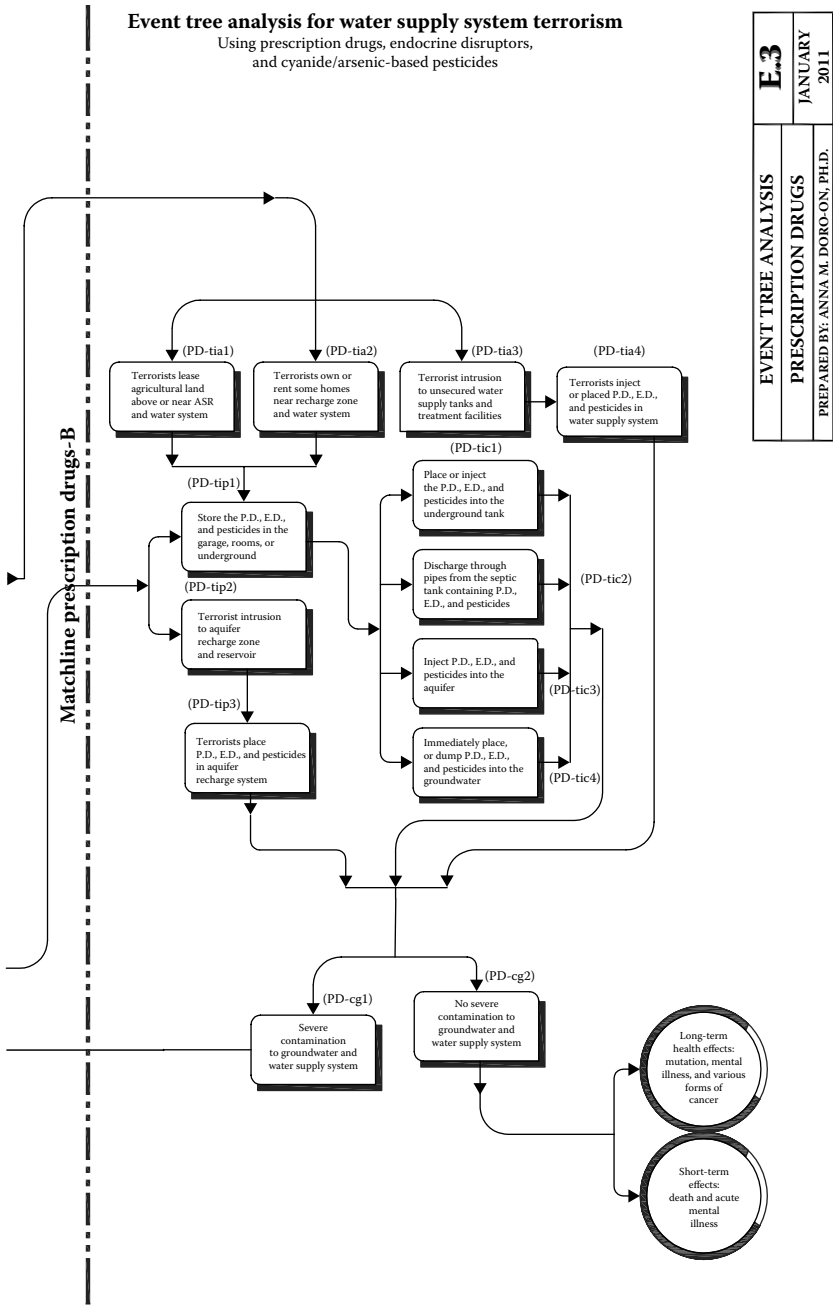 Event tree analysis for water supply system terrorism
Using prescription drugs, endocrine disruptors,
and cyanide/arsenic-based pesticides
E.3
JANUARY
2011
EVENT TREE ANALYSIS
PRESCRIPTION DRUGS
PREPARED BY: ANNA M. DORO-ON, PH.D.
Matchline prescription drugs-B
(PD-tia1)
Terrorists lease
agricultural land
above or near ASR
and water system
(PD-tia2)
Terrorists own or
rent some homes
near recharge zone
and water system
(PD-tia3)
Terrorist intrusion
to unsecured water
supply tanks and
treatment facilities
(PD-tia4)
Terrorists inject
or placed P.D., E.D.,
and pesticides in
water supply system
(PD-tip1)
Store the P.D., E.D.,
and pesticides in the
garage, rooms, or
underground
(PD-tip2)
Terrorist intrusion
to aquifer
recharge zone
and reservoir
(PD-tip3)
Terrorists place
P.D., E.D., and pesticides
in aquifer
recharge system
(PD-tic1)
Place or inject
the P.D., E.D., and
pesticides into the
underground tank
Discharge through
pipes from the septic
tank containing P.D.,
E.D., and pesticides
(PD-tic2)
Inject P.D., E.D., and
pesticides into the
aquifer
(PD-tic3)
Immediately place,
or dump P.D., E.D.,
and pesticides into the
groundwater
(PD-tic4)
(PD-cg1)
Severe
contamination
to groundwater and
water supply system
(PD-cg2)
No severe
contamination to
groundwater and
water supply system
Long-term
health effects:
mutation, mental
illness, and various
forms of
cancer
Short-term
effects:
death and acute
mental
illness